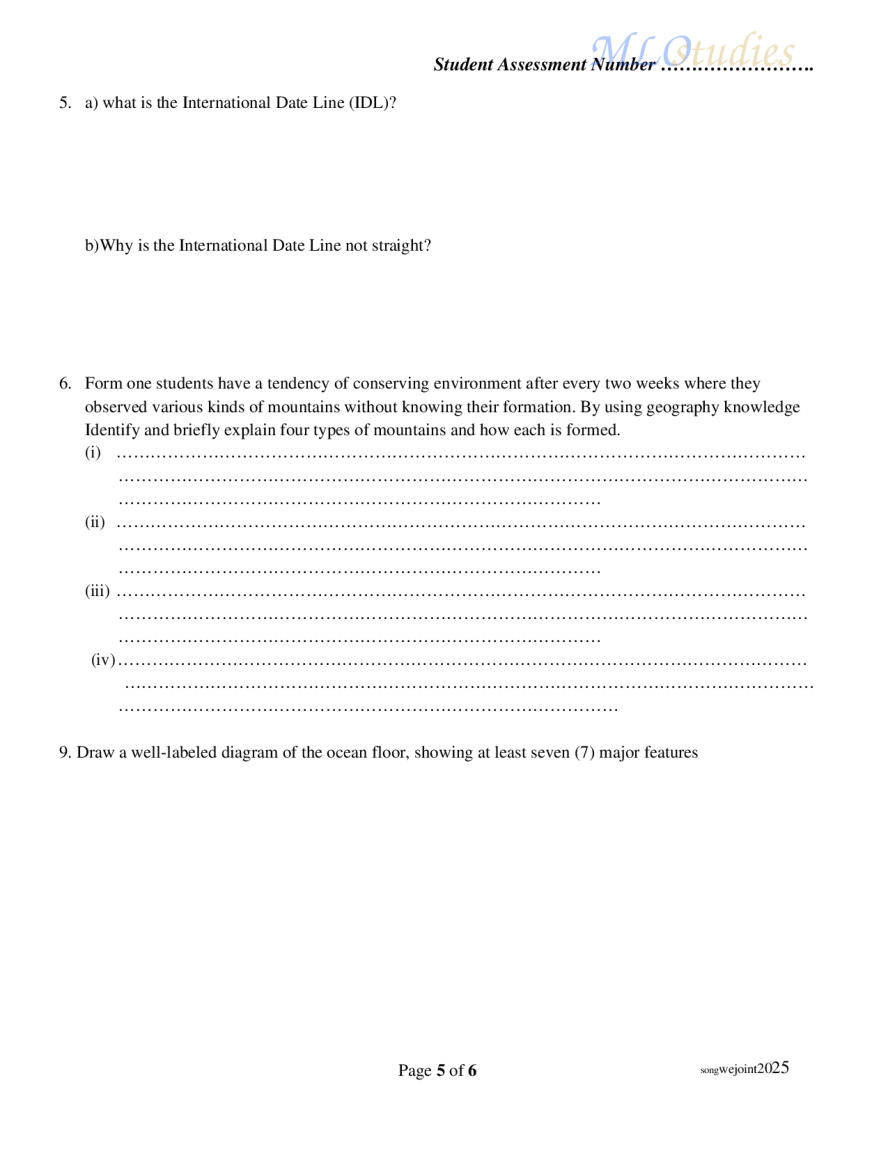 ML Studies
Student Assessment Number ……………………..
5. a) what is the International Date Line (IDL)?
b)Why is the International Date Line not straight?
6. Form one students have a tendency of conserving environment after every two weeks where they
observed various kinds of mountains without knowing their formation. By using geography knowledge
Identify and briefly explain four types of mountains and how each is formed.
(i) …………………………………………………………………………………………………………
…………………………………………………………………………………………………………
…………………………………………………………………………
(ii) …………………………………………………………………………………………………………
…………………………………………………………………………………………………………
…………………………………………………………………………
(iii) …………………………………………………………………………………………………………
…………………………………………………………………………………………………………
…………………………………………………………………………
(iv)…………………………………………………………………………………………………………
…………………………………………………………………………………………………………
……………………………………………………………………………
9. Draw a well-labeled diagram of the ocean floor, showing at least seven (7) major features
Page 5 of 6
songwejoint2025